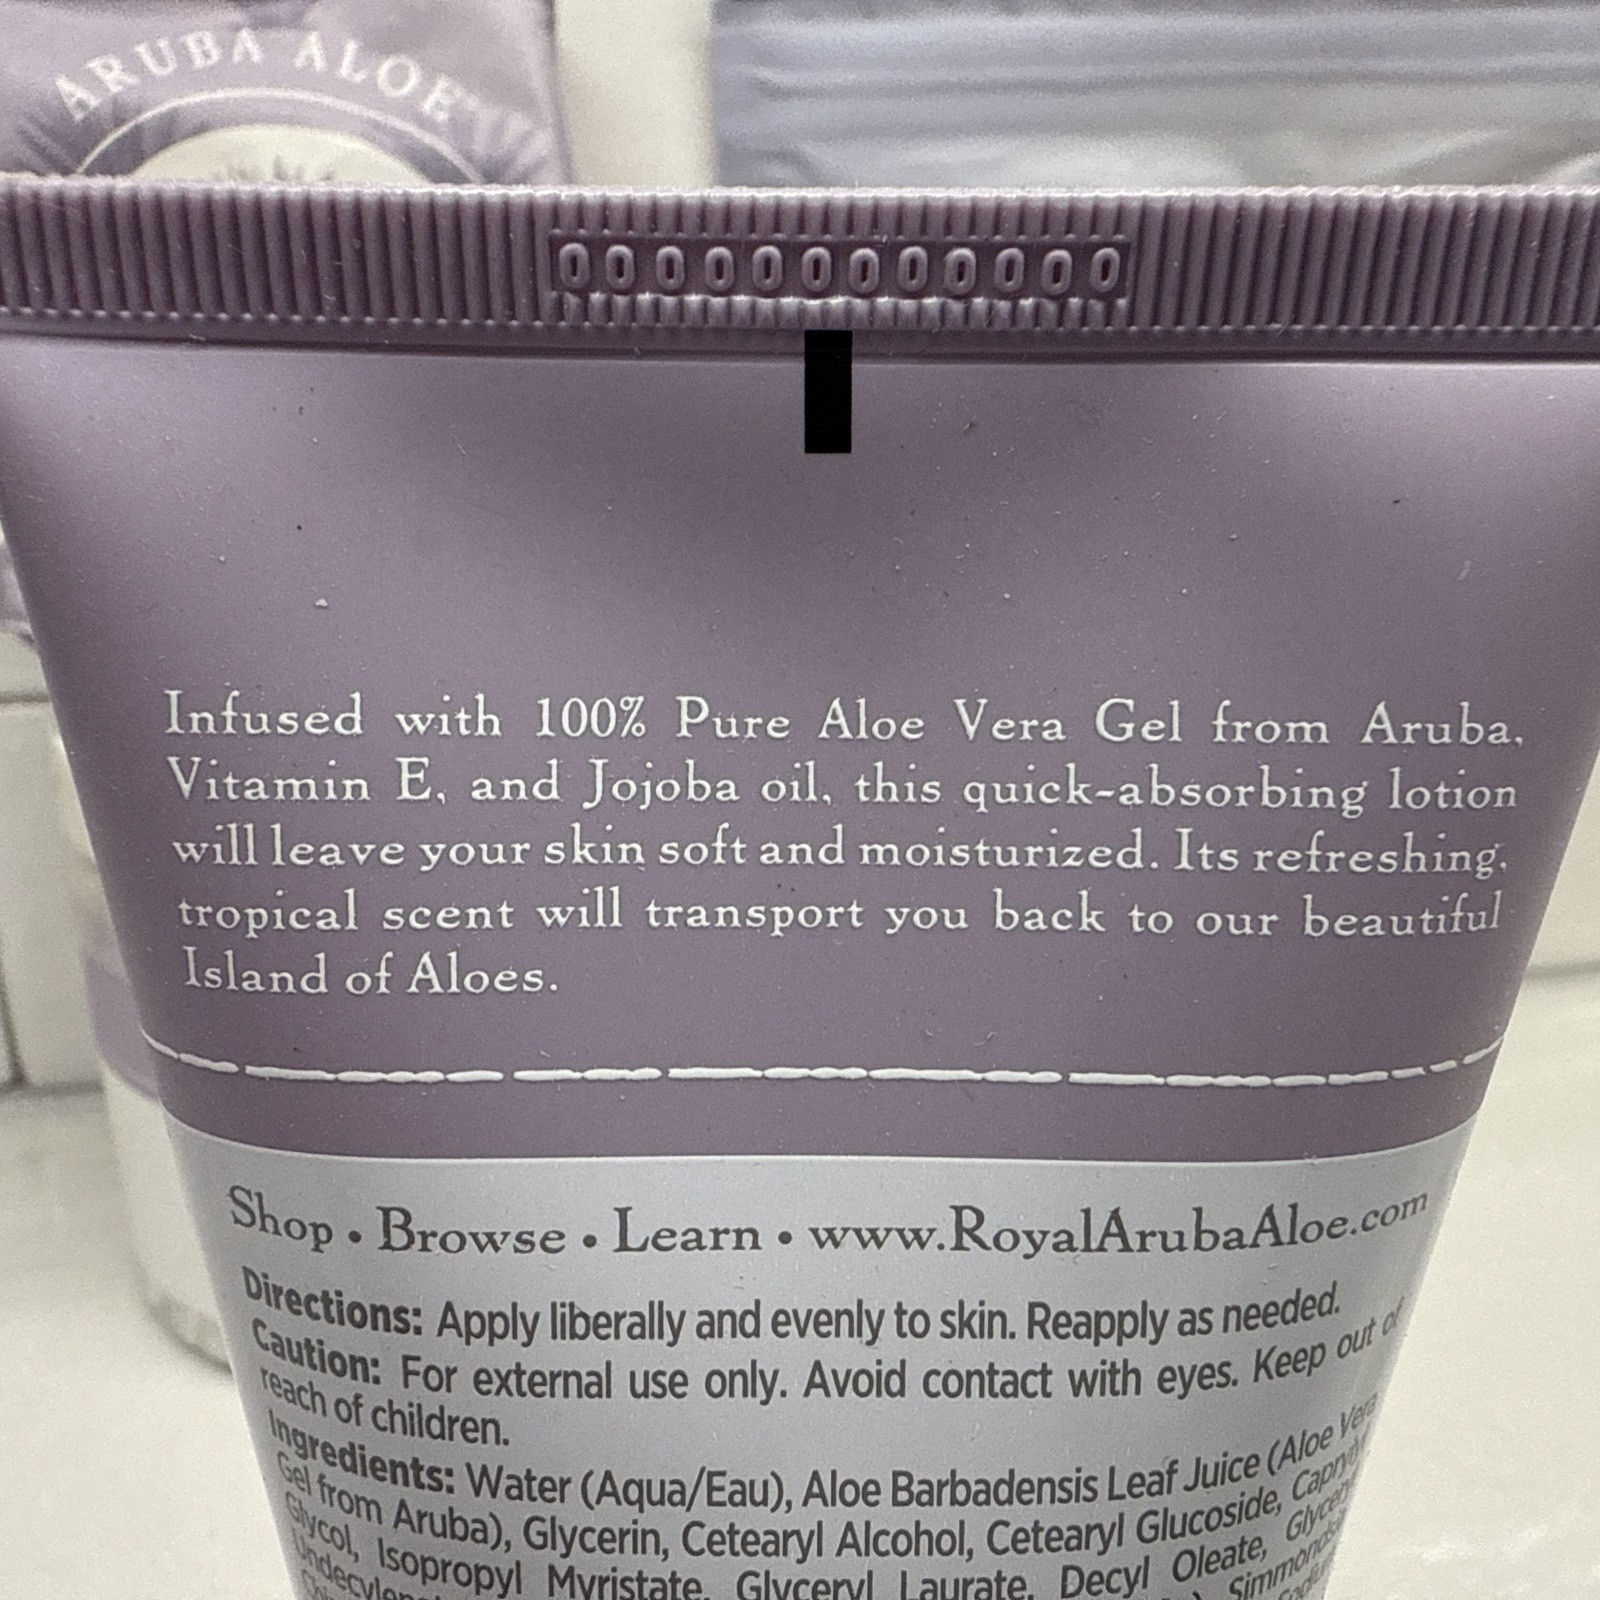 ARUBA ALOE
000000000000
Infused with 100% Pure Aloe Vera Gel from Aruba,
Vitamin E, and Jojoba oil, this quick-absorbing lotion
will leave your skin soft and moisturized. Its refreshing,
tropical scent will transport you back to our beautiful
Island of Aloes.
Shop • Browse • Learn • www.RoyalArubaAloe.com
Directions: Apply liberally and evenly to skin. Reapply as needed.
Caution: For external use only. Avoid contact with eyes. Keep out of
reach of children.
Ingredients: Water (Aqua/Eau), Aloe Barbadensis Leaf Juice (Aloe Vera
Gel from Aruba), Glycerin, Cetearyl Alcohol, Cetearyl Glucoside, Caprylyl
Glycol, Isopropyl Myristate, Glyceryl Laurate, Decyl Oleate, Glyceryl